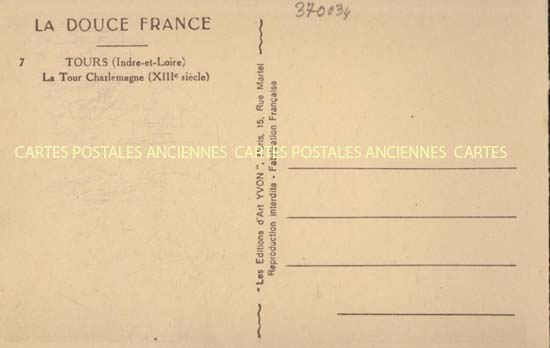 LA DOUCE FRANCE
370034
7 TOURS (Indre-et-Loire)
La Tour Charlemagne (XIIIe siècle)
CARTES POSTALES ANCIENNES CARTES POSTALES ANCIENNES CARTES
"Les Editions d'Art YVON", Paris, 15, Rue Martel
Reproduction interdite - Fabrication Française